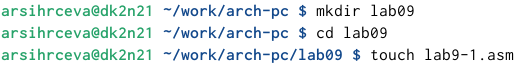 arsihrceva@dk2n21 ~/work/arch-pc $ mkdir lab09
arsihrceva@dk2n21 ~/work/arch-pc $ cd lab09
arsihrceva@dk2n21 ~/work/arch-pc/lab09 $ touch lab9-1.asm